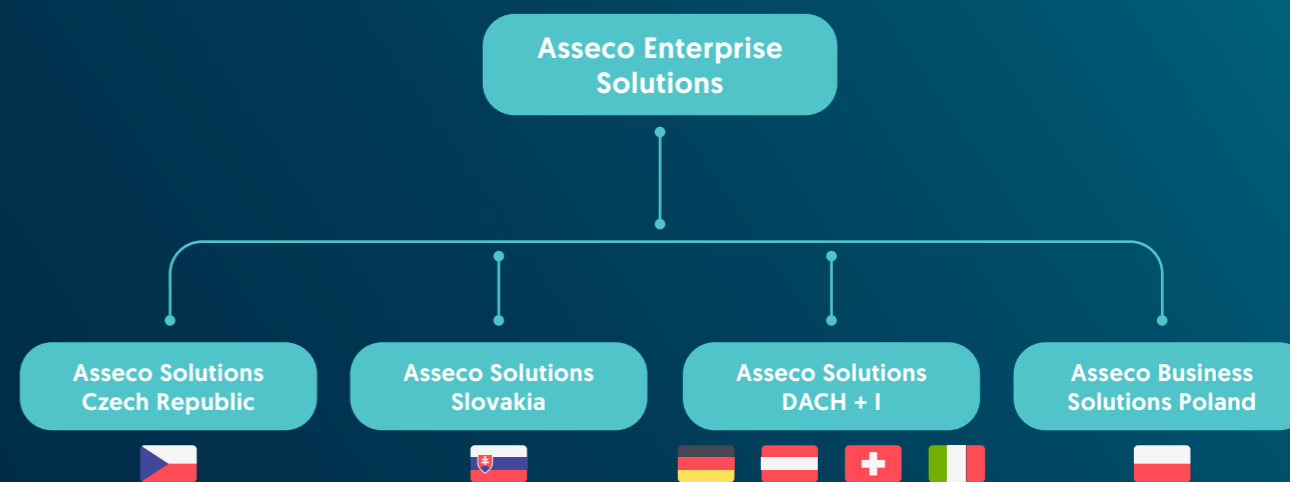 Asseco Enterprise
Solutions
Asseco Solutions
Czech Republic
Asseco Solutions
Slovakia
Asseco Solutions
DACH + I
Asseco Business
Solutions Poland